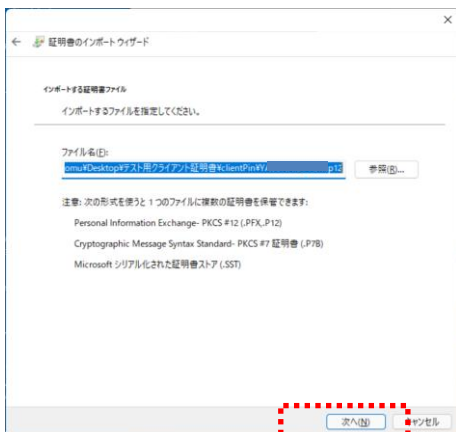 証明書のインポート ウィザード
インポートする証明書ファイル
インポートするファイルを指定してください。
ファイル名(F):
omu¥Desktop¥テスト用クライアント証明書¥clientPin¥Y p12
参照(R)...
注意: 次の形式を使うと 1 つのファイルに複数の証明書を保管できます:
Personal Information Exchange- PKCS #12 (.PFX,.P12)
Cryptographic Message Syntax Standard- PKCS #7 証明書 (.P7B)
Microsoft シリアル化された証明書ストア (.SST)
次へ(N)
キャンセル